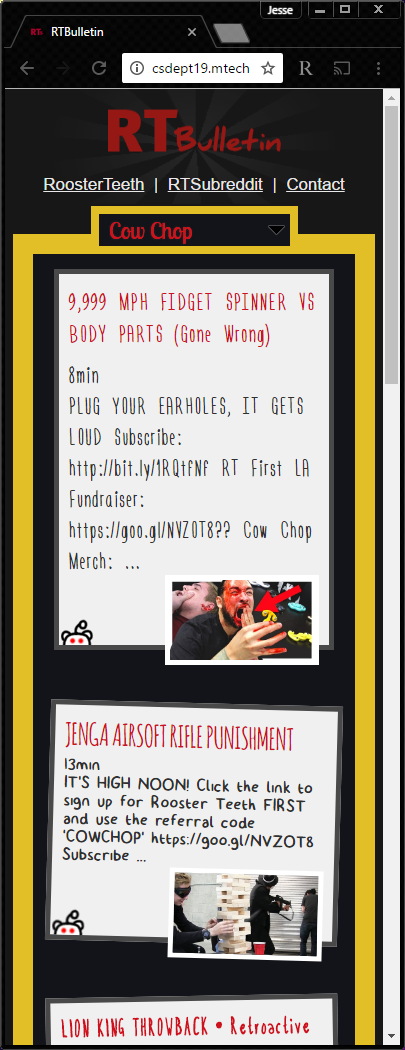 Jesse
RTBulletin
csdept19.mtech
R
RTBulletin
RoosterTeeth | RTSubreddit | Contact
Cow Chop
9,999 MPH FIDGET SPINNER VS
BODY PARTS (Gone Wrong)
8min
PLUG YOUR EARHOLES, IT GETS
LOUD Subscribe:
http://bit.ly/1RQtfNf RT First LA
Fundraiser:
https://goo.gl/NVZOT8?? Cow Chop
Merch: ...
JENGA AIRSOFT RIFLE PUNISHMENT
13min
IT'S HIGH NOON! Click the link to
sign up for Rooster Teeth FIRST
and use the referral code
'COWCHOP' https://goo.gl/NVZOT8
Subscribe ...
LION KING THROWBACK • Retroactive